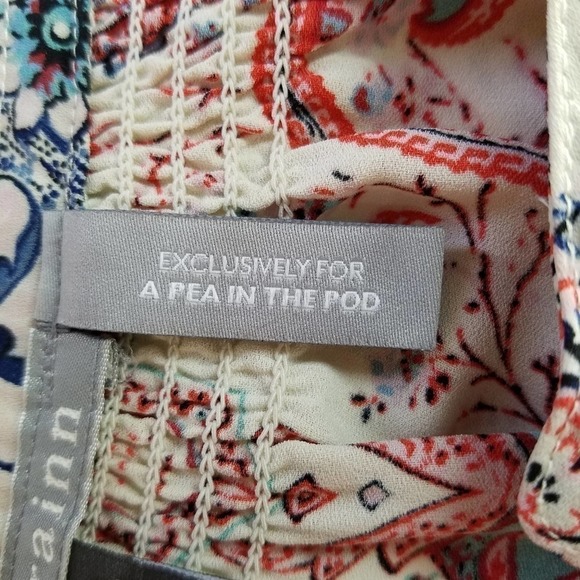 EXCLUSIVELY FOR
A PEA IN THE POD
rainn